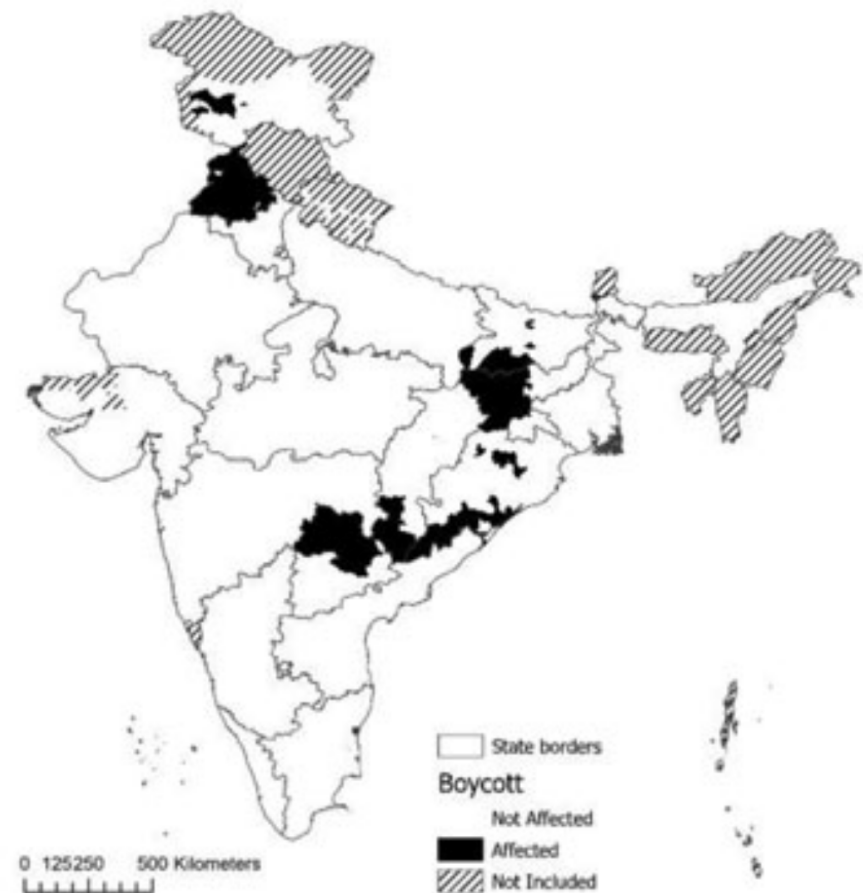 State borders
Boycott
Not Affected
Affected
Not Included
0 125250 500 Kilometers